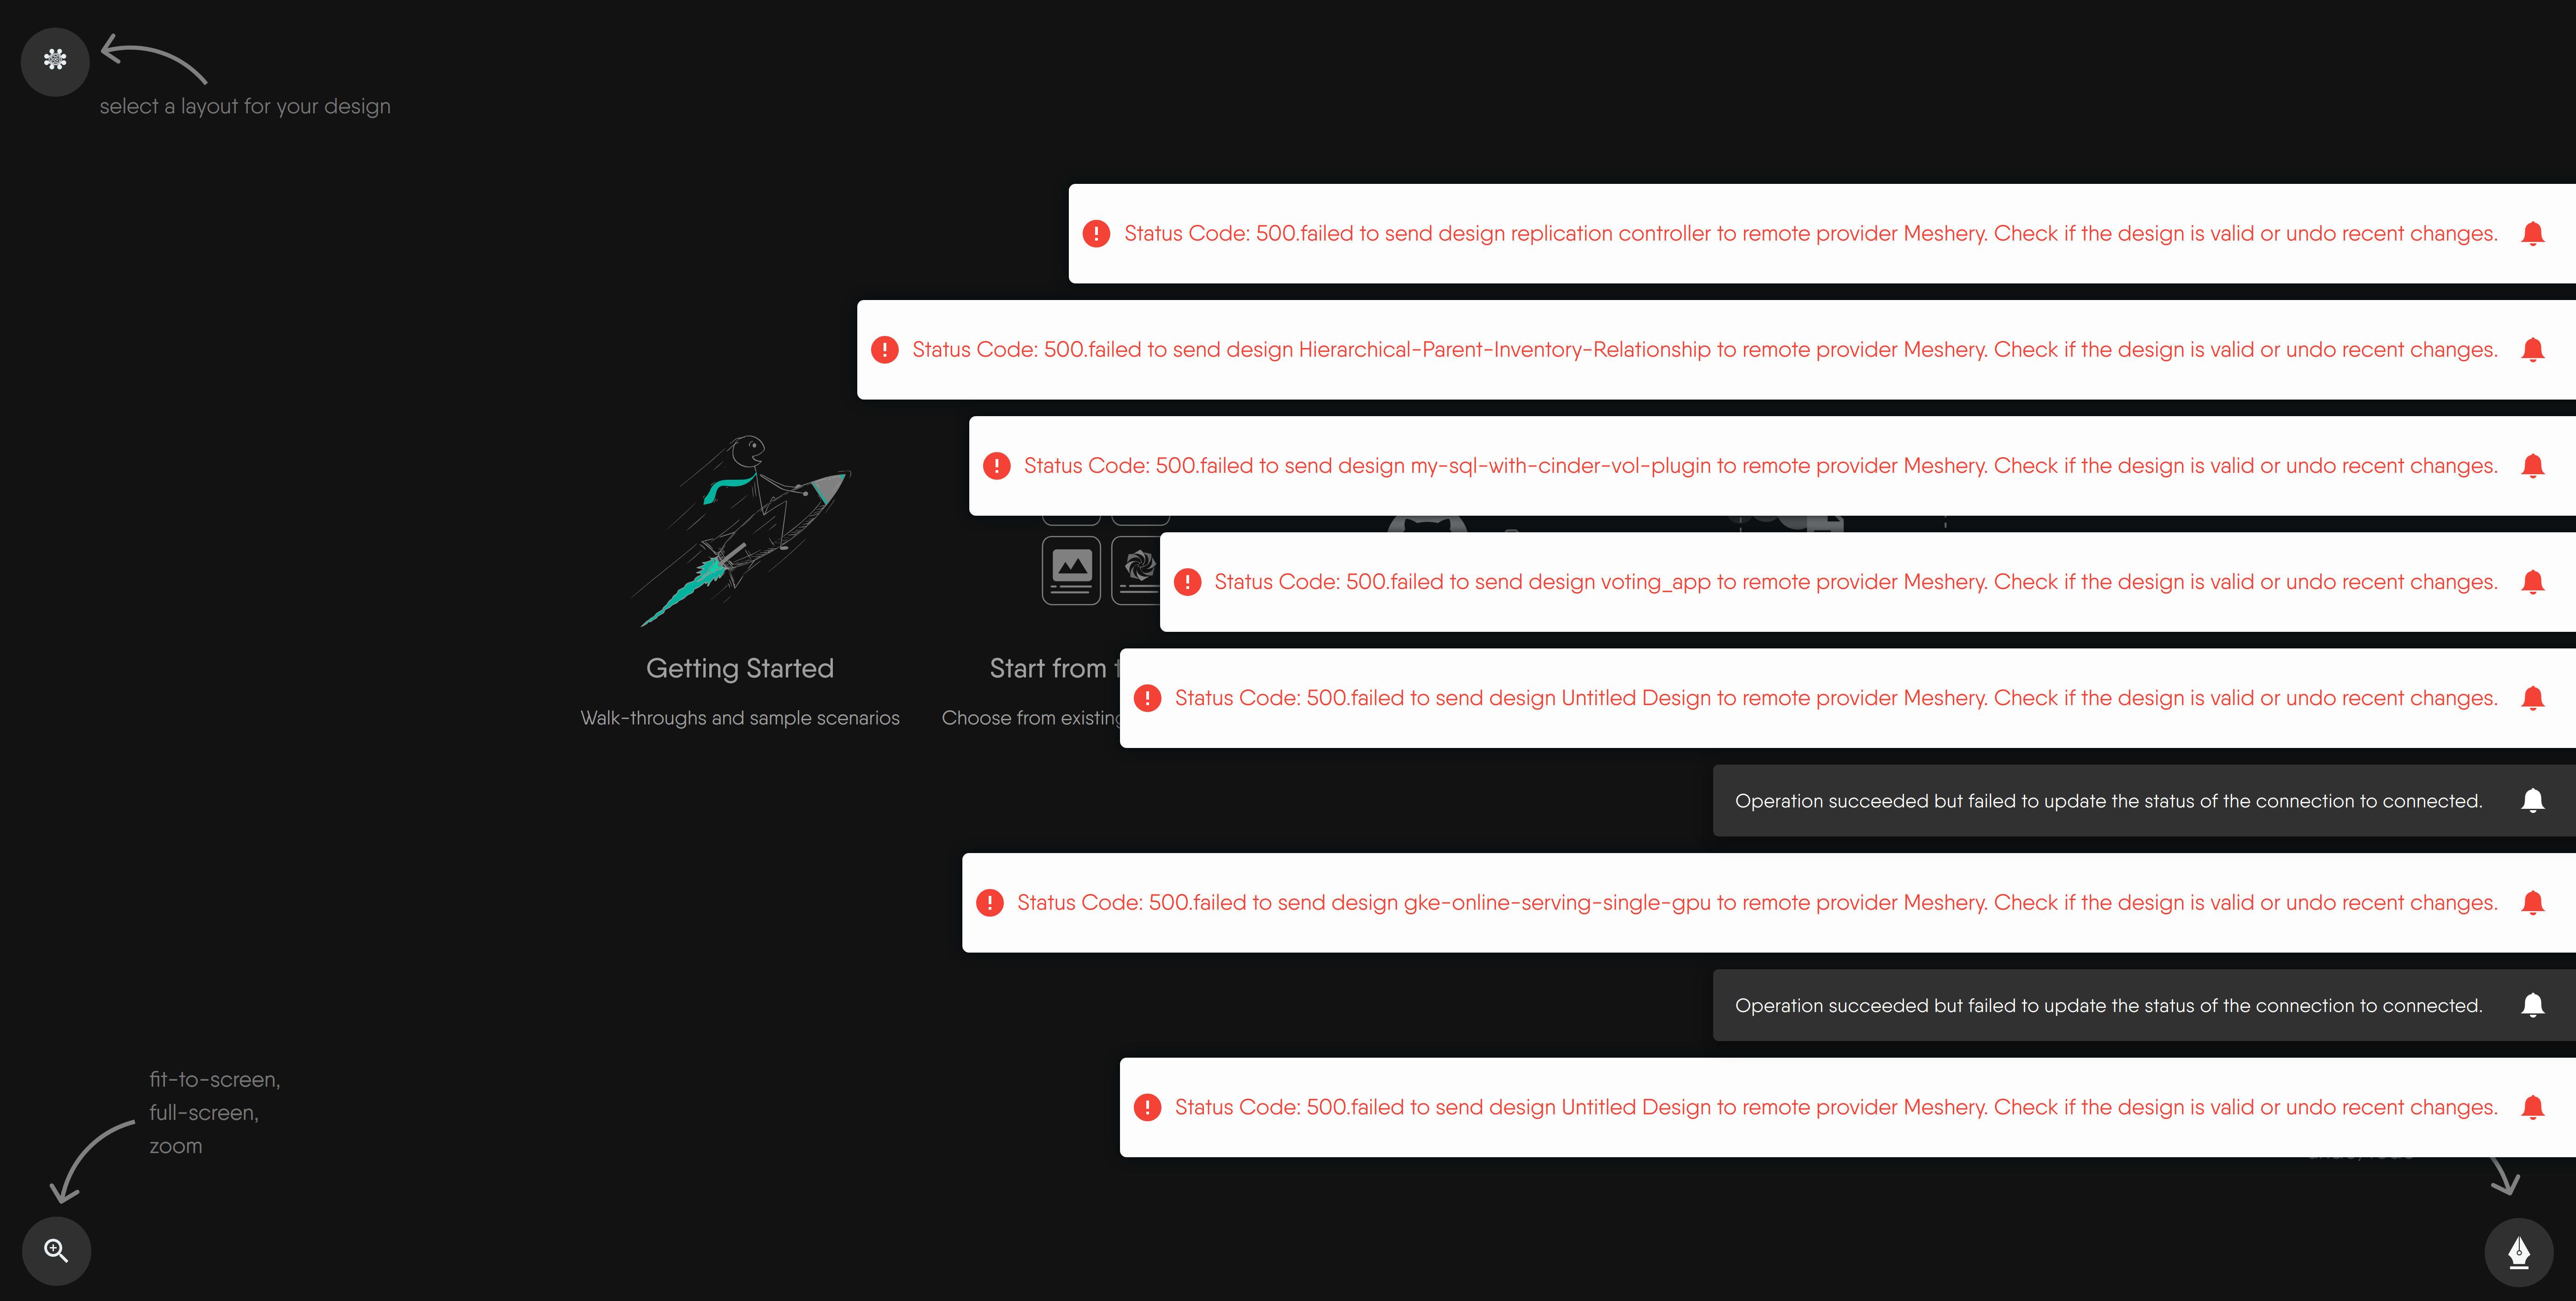 select a layout for your design
Status Code: 500.failed to send design replication controller to remote provider Meshery. Check if the design is valid or undo recent changes.
Status Code: 500.failed to send design Hierarchical-Parent-Inventory-Relationship to remote provider Meshery. Check if the design is valid or undo recent changes.
Status Code: 500.failed to send design my-sql-with-cinder-vol-plugin to remote provider Meshery. Check if the design is valid or undo recent changes.
Status Code: 500.failed to send design voting_app to remote provider Meshery. Check if the design is valid or undo recent changes.
Getting Started
Start from
Status Code: 500.failed to send design Untitled Design to remote provider Meshery. Check if the design is valid or undo recent changes.
Walk-throughs and sample scenarios
Choose from existing
Operation succeeded but failed to update the status of the connection to connected.
Status Code: 500.failed to send design gke-online-serving-single-gpu to remote provider Meshery. Check if the design is valid or undo recent changes.
Operation succeeded but failed to update the status of the connection to connected.
Status Code: 500.failed to send design Untitled Design to remote provider Meshery. Check if the design is valid or undo recent changes.
fit-to-screen,
full-screen,
zoom